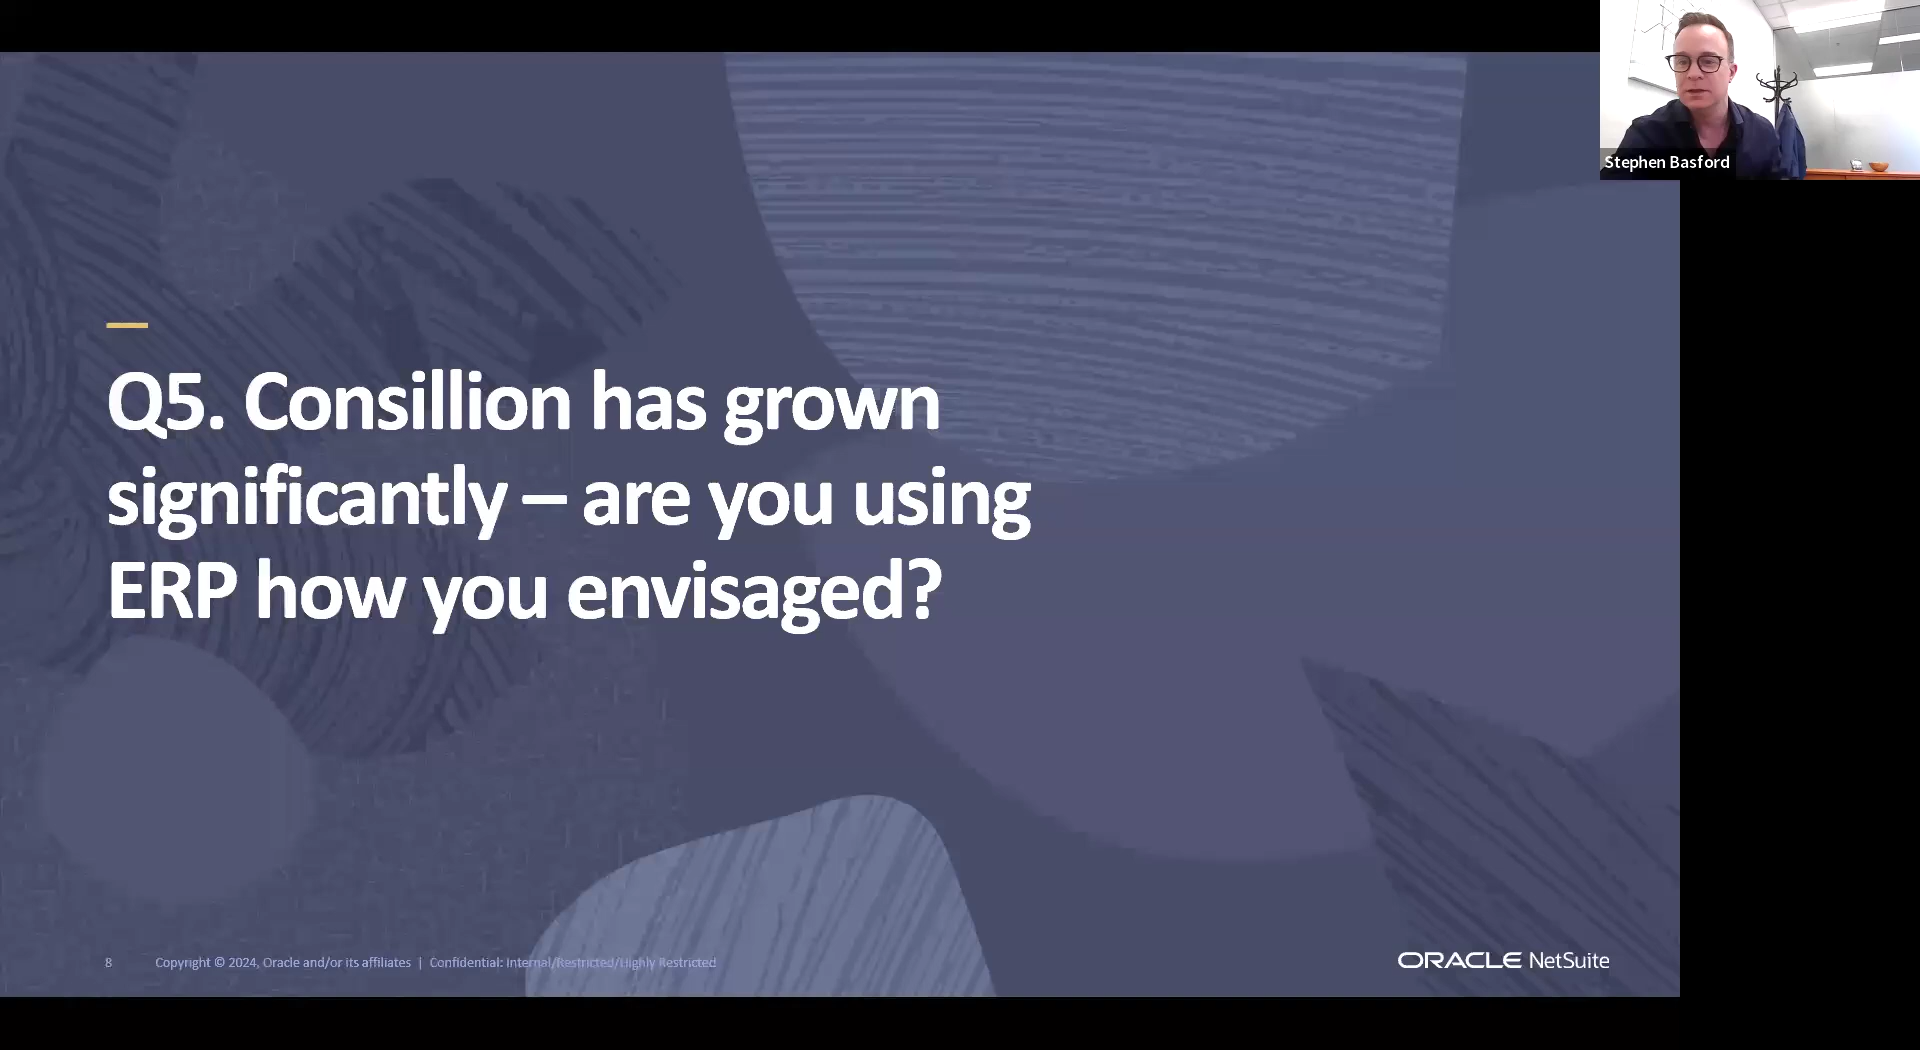 Stephen Basford
Q5. Consillion has grown
significantly – are you using
ERP how you envisaged?
8 Copyright © 2024, Oracle and/or its affiliates | Confidential: Internal/Restricted/Highly Restricted
ORACLE NetSuite